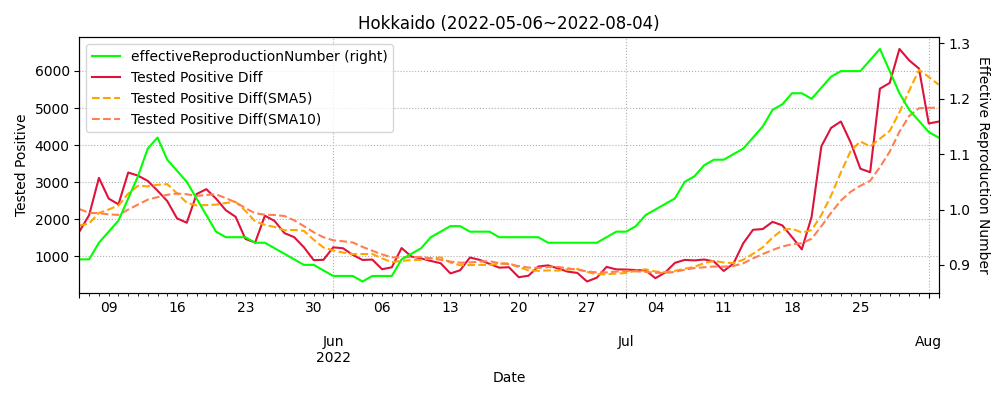 Hokkaido (2022-05-06~2022-08-04)
effectiveReproductionNumber (right)
Tested Positive Diff
Tested Positive Diff(SMA5)
Tested Positive Diff(SMA10)
Tested Positive
6000
5000
4000
3000
2000
1000
1.3
1.2
1.1
1.0
0.9
Effective Reproduction Number
09 16 23 30 06 13 20 27 04 11 18 25
Jun Jul Aug
2022
Date